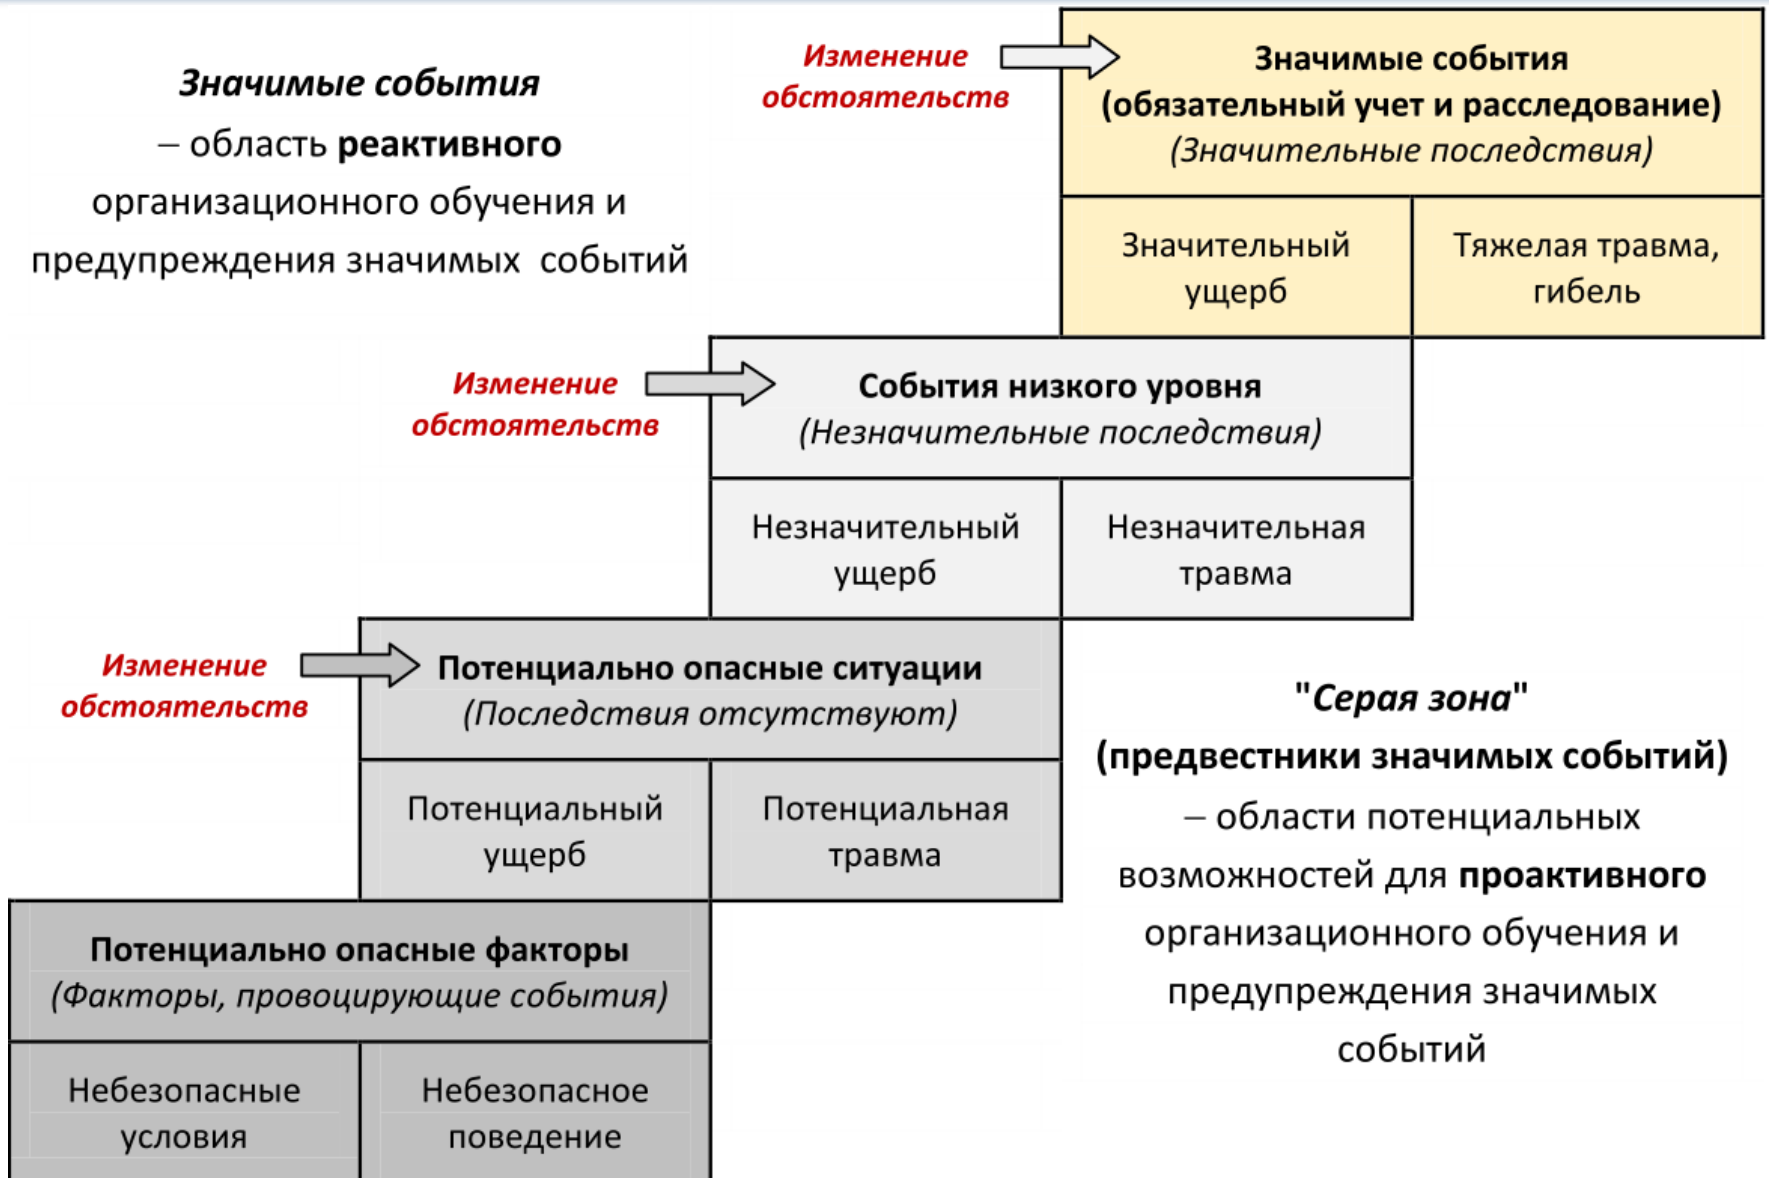 Значимые события
– область реактивного
организационного обучения и
предупреждения значимых событий
Изменение
обстоятельств
Значимые события
(обязательный учет и расследование)
(Значительные последствия)
Значительный
ущерб
Тяжелая травма,
гибель
Изменение
обстоятельств
События низкого уровня
(Незначительные последствия)
Незначительный
ущерб
Незначительная
травма
Изменение
обстоятельств
Потенциально опасные ситуации
(Последствия отсутствуют)
Потенциальный
ущерб
Потенциальная
травма
"Серая зона"
(предвестники значимых событий)
– области потенциальных
возможностей для проактивного
организационного обучения и
предупреждения значимых
событий
Потенциально опасные факторы
(Факторы, провоцирующие события)
Небезопасные
условия
Небезопасное
поведение